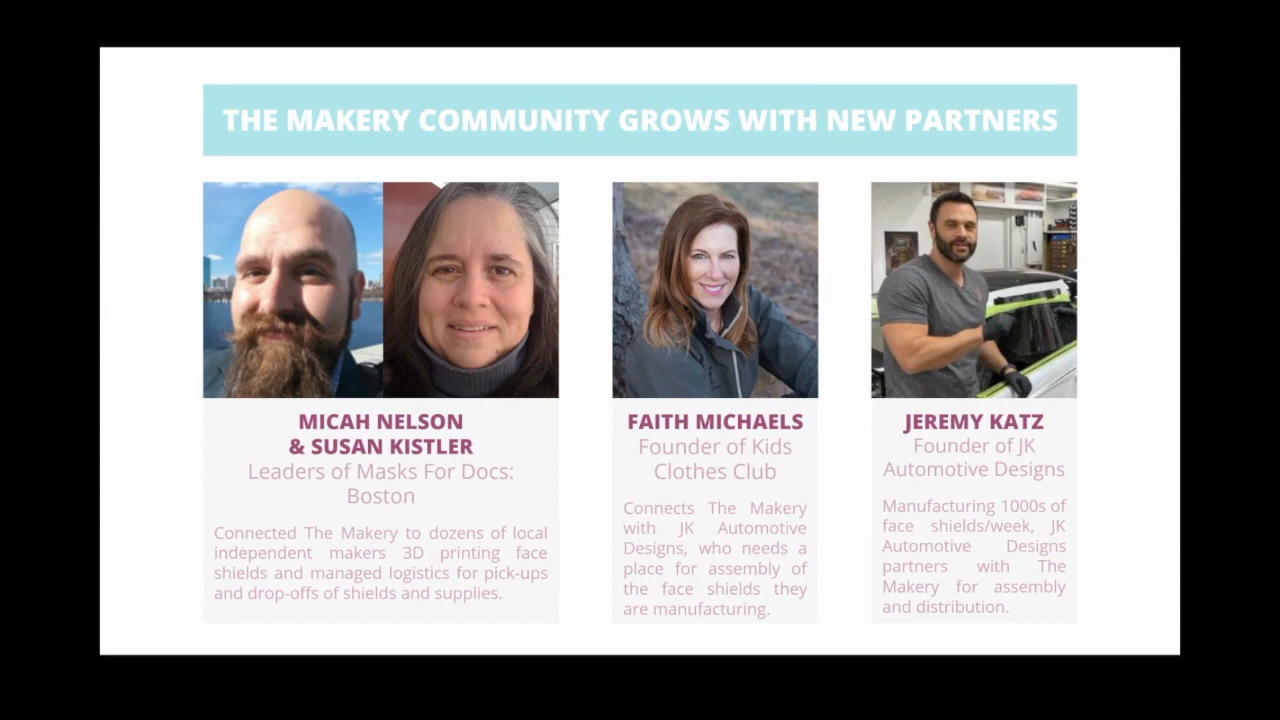 THE MAKERY COMMUNITY GROWS WITH NEW PARTNERS
MICAH NELSON
& SUSAN KISTLER
Leaders of Masks For Docs:
Boston
Connected The Makery to dozens of local
independent makers 3D printing face
shields and managed logistics for pick-ups
and drop-offs of shields and supplies.
FAITH MICHAELS
Founder of Kids
Clothes Club
Connects The Makery
with JK Automotive
Designs, who needs a
place for assembly of
the face shields they
are manufacturing.
JEREMY KATZ
Founder of JK
Automotive Designs
Manufacturing 1000s of
face shields/week, JK
Automotive Designs
partners with The
Makery for assembly
and distribution.